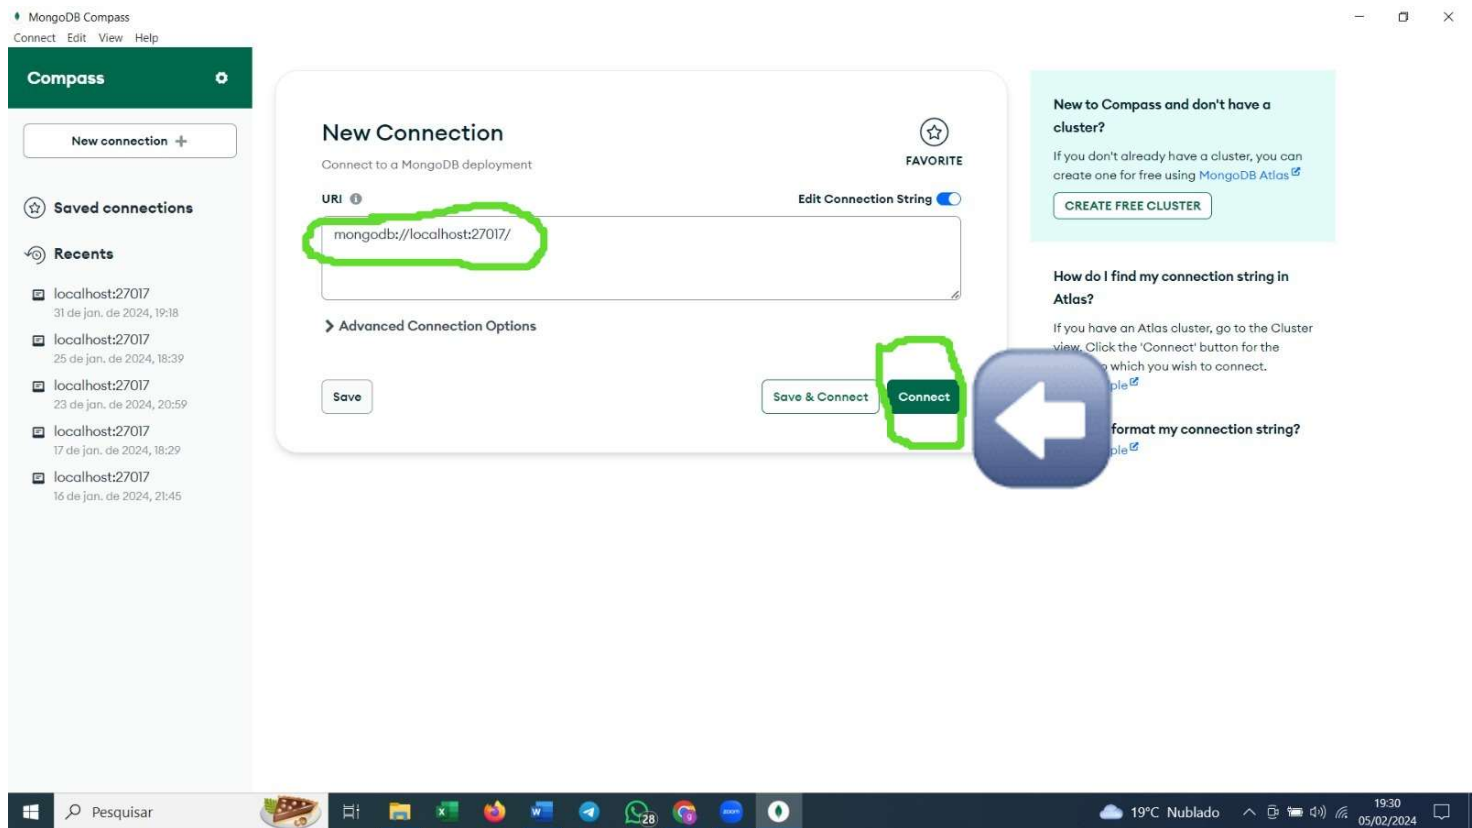 MongoDB Compass
Connect Edit View Help
Compass
New connection +
Saved connections
Recents
localhost:27017
31 de jan. de 2024, 19:18
localhost:27017
25 de jan. de 2024, 18:39
localhost:27017
23 de jan. de 2024, 20:59
localhost:27017
17 de jan. de 2024, 18:29
localhost:27017
16 de jan. de 2024, 21:45
New Connection
Connect to a MongoDB deployment
FAVORITE
URI
Edit Connection String
mongodb://localhost:27017/
Advanced Connection Options
Save
Save & Connect
Connect
New to Compass and don't have a
cluster?
If you don't already have a cluster, you can
create one for free using MongoDB Atlas
CREATE FREE CLUSTER
How do I find my connection string in
Atlas?
If you have an Atlas cluster, go to the Cluster
view. Click the 'Connect' button for the
which you wish to connect.
format my connection string?
Pesquisar
28
zoom
19°C Nublado
19:30
05/02/2024